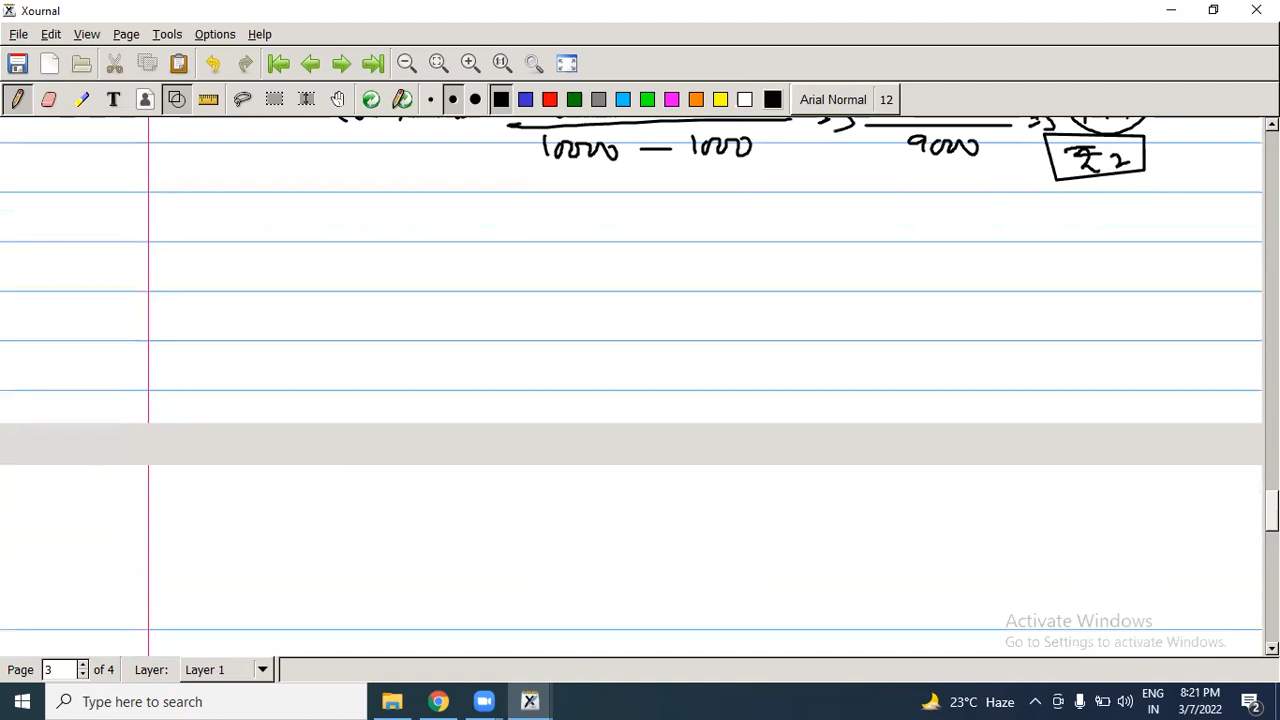 Xournal
File Edit View Page Tools Options Help
Arial Normal 12
10000 — 1000 9000 ₹ 2
Activate Windows
Go to Settings to activate Windows.
Page 3 of 4 Layer: Layer 1
Type here to search 23°C Haze ENG IN 8:21 PM 3/7/2022 2